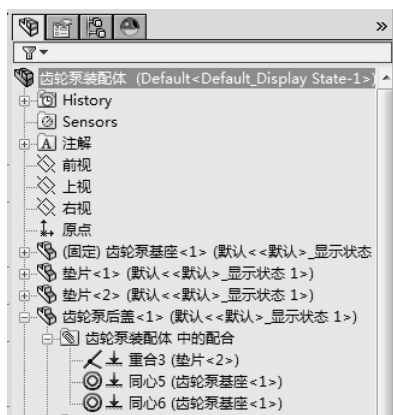 »
齿轮泵装配体 (Default<Default_Display State-1>)
History
Sensors
A 注解
前视
上视
右视
原点
(固定) 齿轮泵基座<1> (默认<<默认>_显示状态
垫片<1> (默认<<默认>_显示状态 1>)
垫片<2> (默认<<默认>_显示状态 1>)
齿轮泵后盖<1> (默认<<默认>_显示状态 1>)
齿轮泵装配体 中的配合
重合3 (垫片<2>)
同心5 (齿轮泵基座<1>)
同心6 (齿轮泵基座<1>)